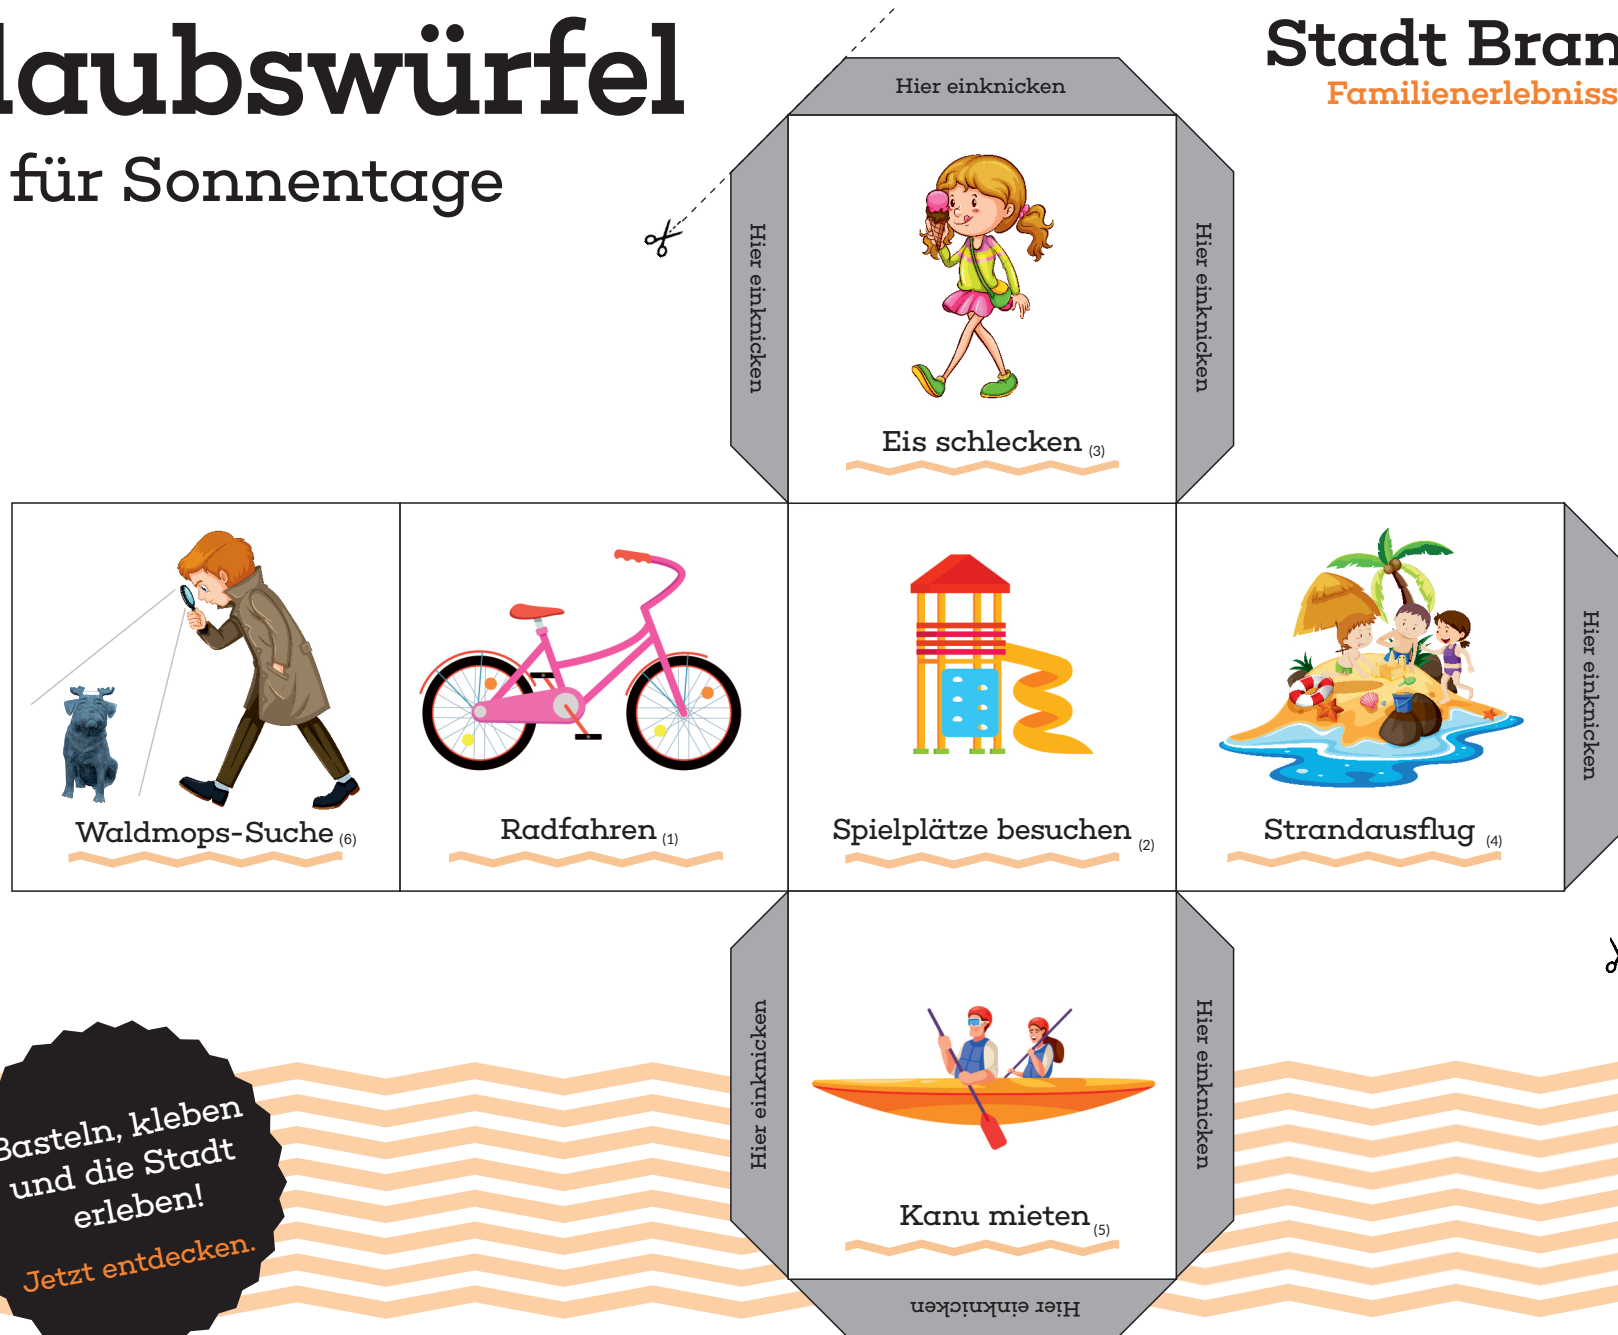 laubswürfel
für Sonnentage
Stadt Bran
Familienerlebniss
Hier einknicken
Hier einknicken
Hier einknicken
Eis schlecken (3)
Waldmops-Suche (6)
Radfahren (1)
Spielplätze besuchen (2)
Strandausflug (4)
Hier einknicken
Hier einknicken
Hier einknicken
Kanu mieten (5)
Hier einknicken
Basteln, kleben
und die Stadt
erleben!
Jetzt entdecken.